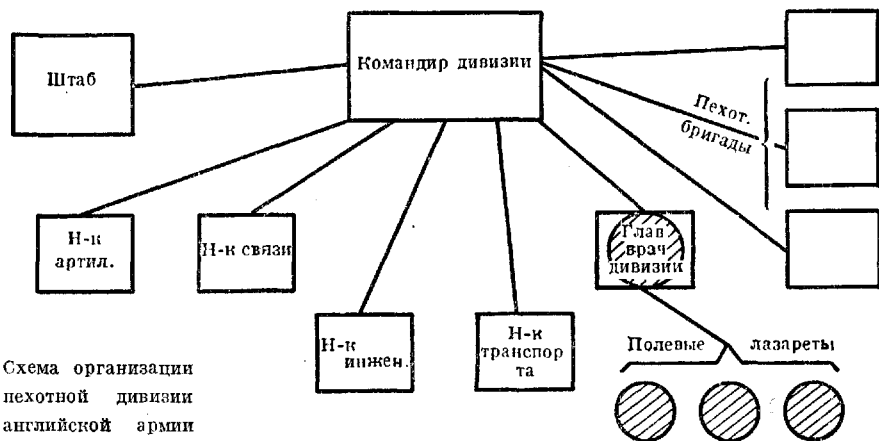 Штаб
Командир дивизии
Пехот.
бригады
Н-к
артил.
Н-к связи
Глав
врач
дивизии
Н-к
инжен.
Н-к
транспор
та
Полевые лазареты
Схема организации
пехотной дивизии
английской армии